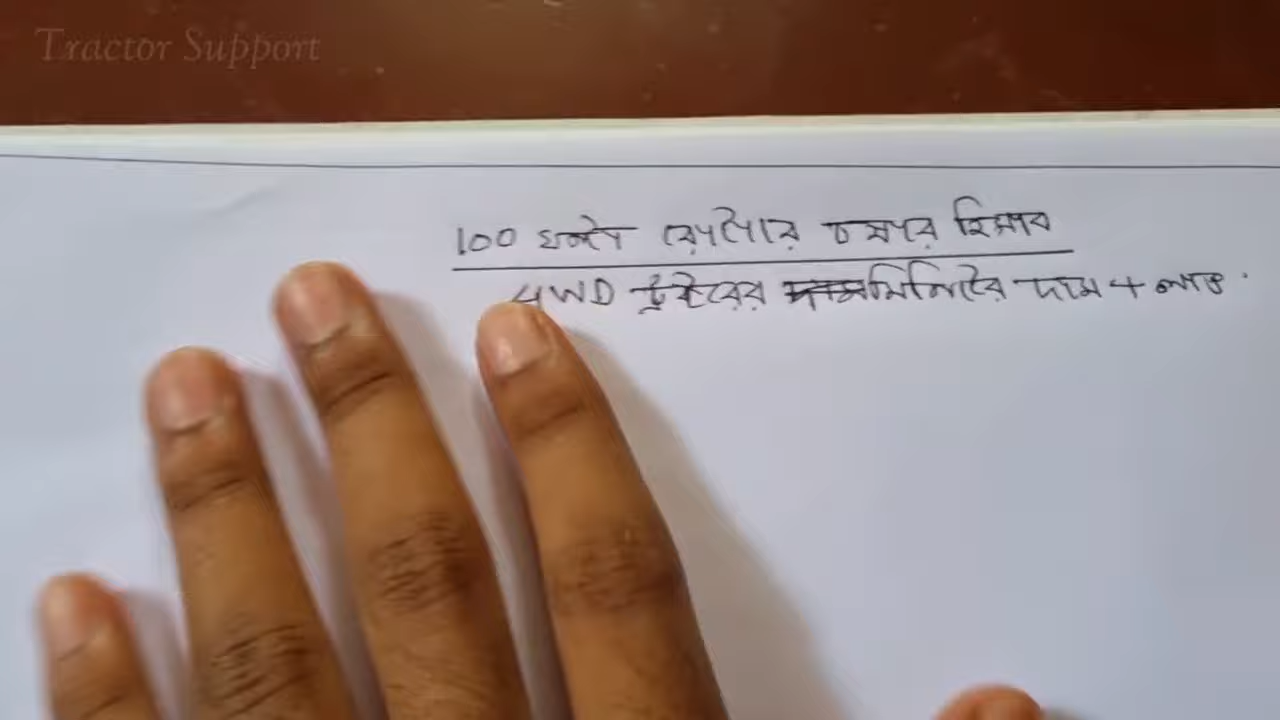 Tractor Support
100 ঘন্টা রোটার চষার হিসাব
4WD ট্রাক্টরের মিনিটের দাম + লাভ.